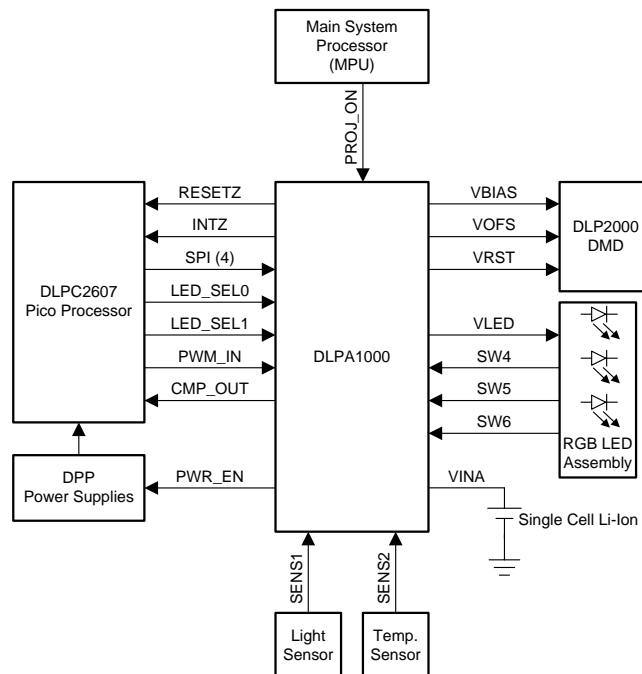 Main System
Processor
(MPU)
PROJ_ON
RESETZ
INTZ
SPI (4)
LED_SEL0
LED_SEL1
PWM_IN
CMP_OUT
DLPC2607
Pico Processor
DLPA1000
VBIAS
VOFS
VRST
DLP2000
DMD
VLED
SW4
SW5
SW6
RGB LED
Assembly
DPP
Power Supplies
PWR_EN
VINA
Single Cell Li-Ion
SENS1
SENS2
Light
Sensor
Temp.
Sensor